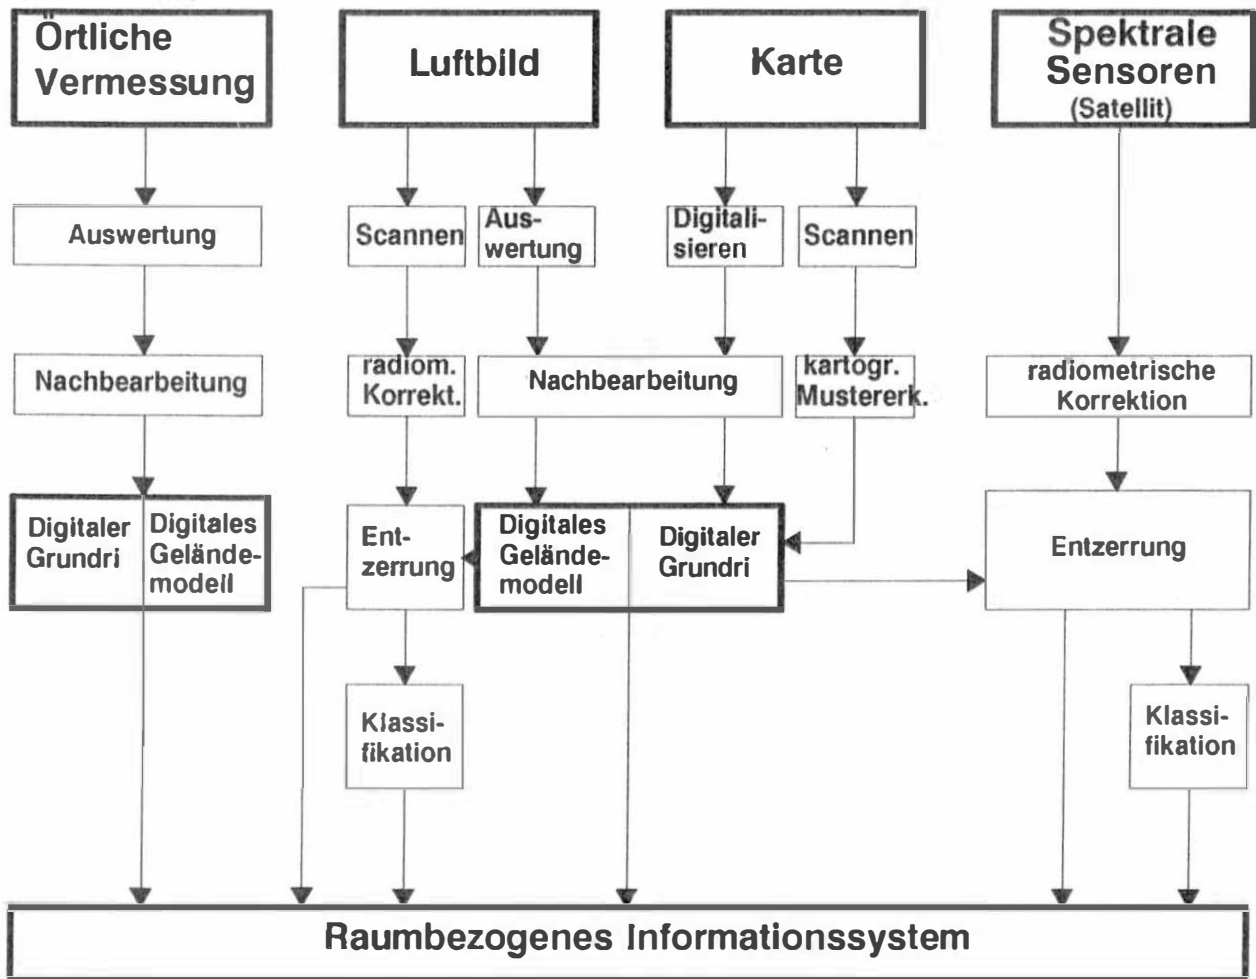 Örtliche
Vermessung
Luftbild
Karte
Spektrale
Sensoren
(Satellit)
Auswertung
Scannen
Aus-
wertung
Digitali-
sieren
Scannen
Nachbearbeitung
radiom.
Korrekt.
Nachbearbeitung
kartogr.
Mustererk.
radiometrische
Korrektion
Digitaler
Grundri
Digitales
Gelände-
modell
Ent-
zerrung
Digitales
Gelände-
modell
Digitaler
Grundri
Entzerrung
Klassi-
fikation
Klassi-
fikation
Raumbezogenes Informationssystem